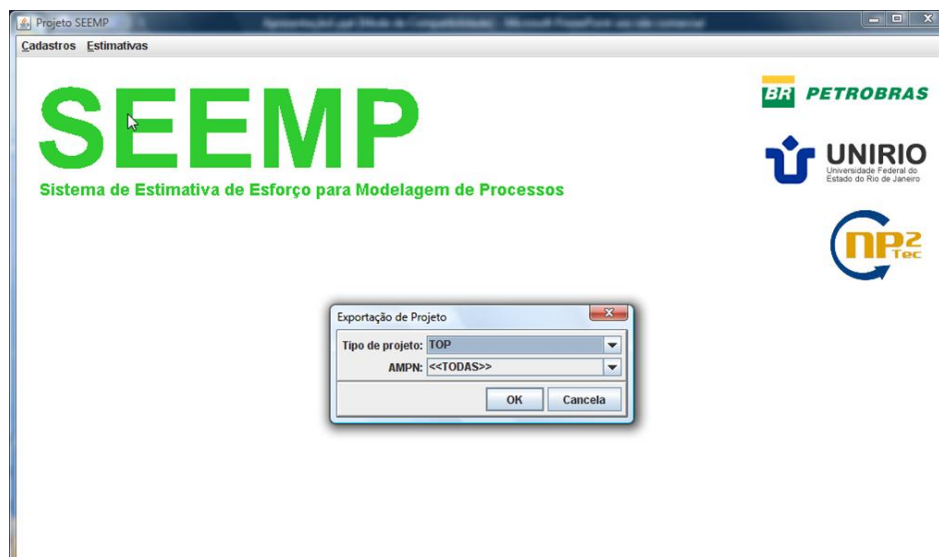 Projeto SEEMP
Cadastros Estimativas
SEEMP
Sistema de Estimativa de Esforço para Modelagem de Processos
BR PETROBRAS
UNIRIO
Universidade Federal do
Estado do Rio de Janeiro
NP2
Tec
Exportação de Projeto
Tipo de projeto: TOP
AMPN: <<TODAS>>
OK Cancela